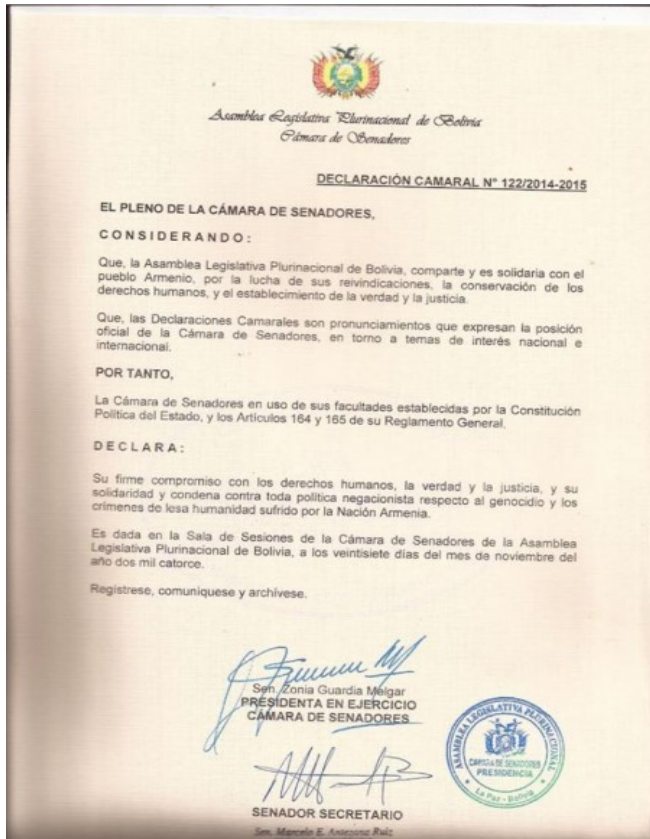 Asamblea Legislativa Plurinacional de Bolivia
Cámara de Senadores
DECLARACIÓN CAMARAL N° 122/2014-2015
EL PLENO DE LA CÁMARA DE SENADORES,
CONSIDERANDO:
Que, la Asamblea Legislativa Plurinacional de Bolivia, comparte y es solidaria con el
pueblo Armenio, por la lucha de sus reivindicaciones, la conservación de los
derechos humanos, y el establecimiento de la verdad y la justicia.
Que, las Declaraciones Camarales son pronunciamientos que expresan la posición
oficial de la Cámara de Senadores, en torno a temas de interés nacional e
internacional.
POR TANTO,
La Cámara de Senadores en uso de sus facultades establecidas por la Constitución
Política del Estado, y los Artículos 164 y 165 de su Reglamento General.
DECLARA:
Su firme compromiso con los derechos humanos, la verdad y la justicia, y su
solidaridad y condena contra toda política negacionista respecto al genocidio y los
crímenes de lesa humanidad sufrido por la Nación Armenia.
Es dada en la Sala de Sesiones de la Cámara de Senadores de la Asamblea
Legislativa Plurinacional de Bolivia, a los veintisiete días del mes de noviembre del
año dos mil catorce.
Regístrese, comuníquese y archívese.
Sen. Zonia Guardia Melgar
PRESIDENTA EN EJERCICIO
CÁMARA DE SENADORES
ASAMBLEA LEGISLATIVA PLURINACIONAL
CÁMARA DE SENADORES
PRESIDENCIA
La Paz - Bolivia
SENADOR SECRETARIO
Sen. Marcelo E. Antezana Ruiz